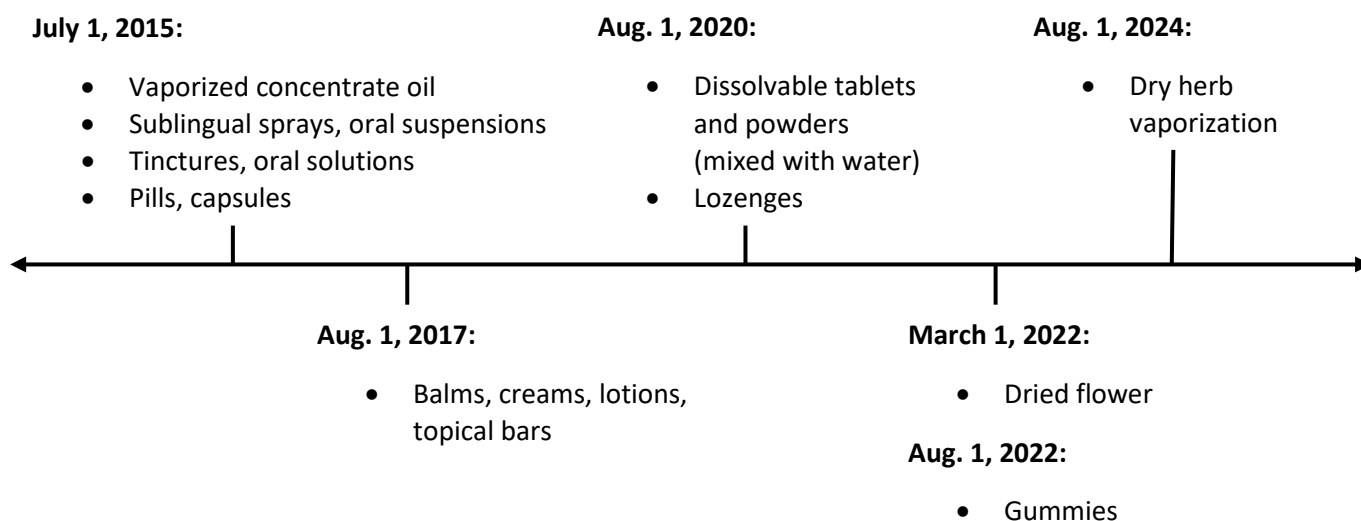 July 1, 2015:
• Vaporized concentrate oil
• Sublingual sprays, oral suspensions
• Tinctures, oral solutions
• Pills, capsules
Aug. 1, 2020:
• Dissolvable tablets
and powders
(mixed with water)
• Lozenges
Aug. 1, 2024:
• Dry herb
vaporization
Aug. 1, 2017:
• Balms, creams, lotions,
topical bars
March 1, 2022:
• Dried flower
Aug. 1, 2022:
• Gummies